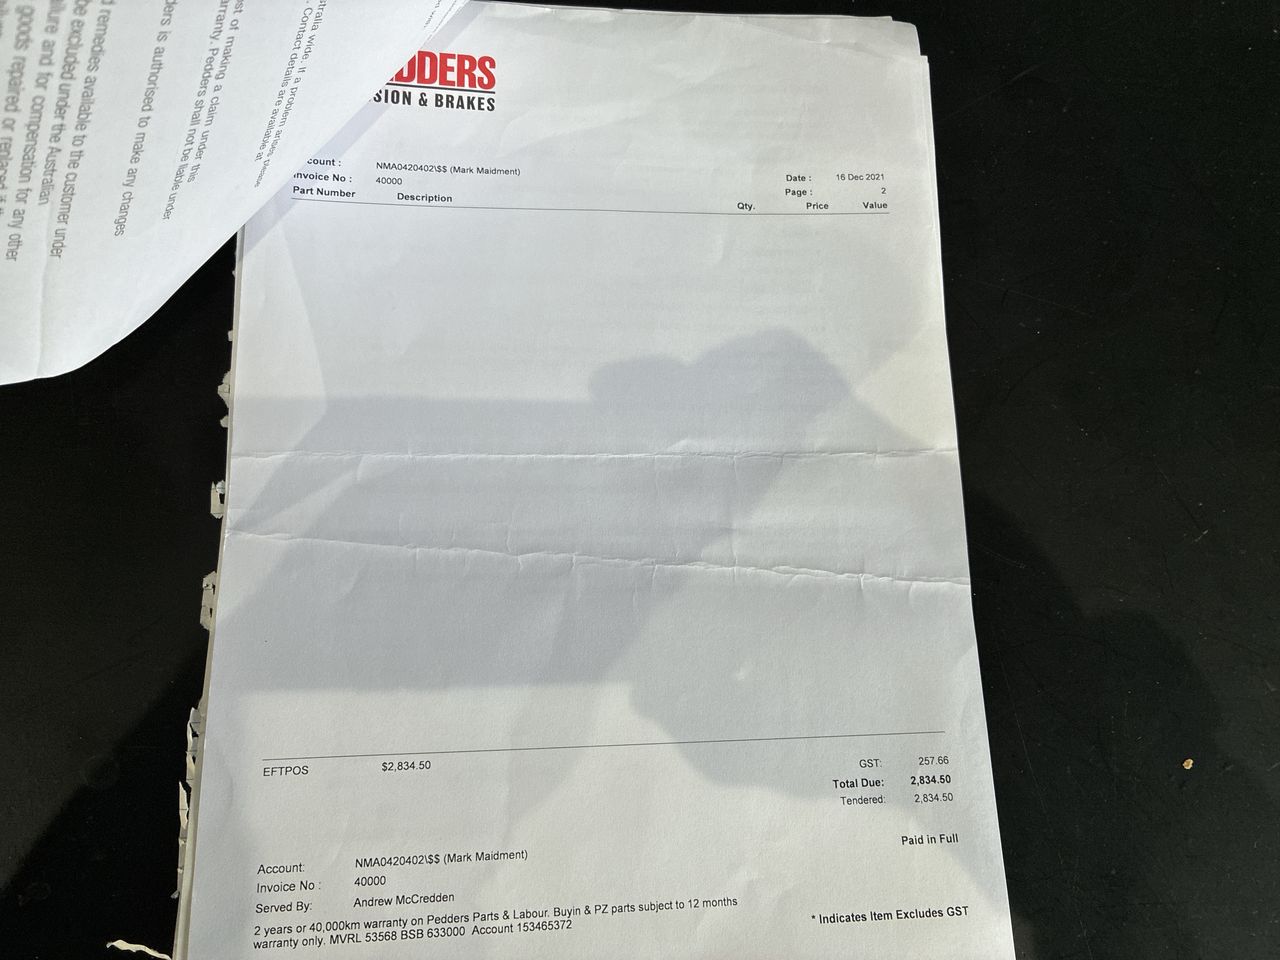 DDERS
SION & BRAKES
count : NMA0420402\$$ (Mark Maidment)
nvoice No : 40000
Date : 16 Dec 2021
Page : 2
Part Number Description Qty. Price Value
EFTPOS $2,834.50
GST: 257.66
Total Due: 2,834.50
Tendered: 2,834.50
Paid in Full
Account: NMA0420402\$$ (Mark Maidment)
Invoice No : 40000
Served By: Andrew McCredden
2 years or 40,000km warranty on Pedders Parts & Labour. Buyin & PZ parts subject to 12 months
warranty only. MVRL 53568 BSB 633000 Account 153465372
* Indicates Item Excludes GST
tralia wide. If a problem arises please
. Contact details are available at
st of making a claim under this
rranty. Pedders shall not be liable under
ders is authorised to make any changes
d remedies available to the customer under
be excluded under the Australian
ilure and for compensation for any other
goods repaired or replaced if